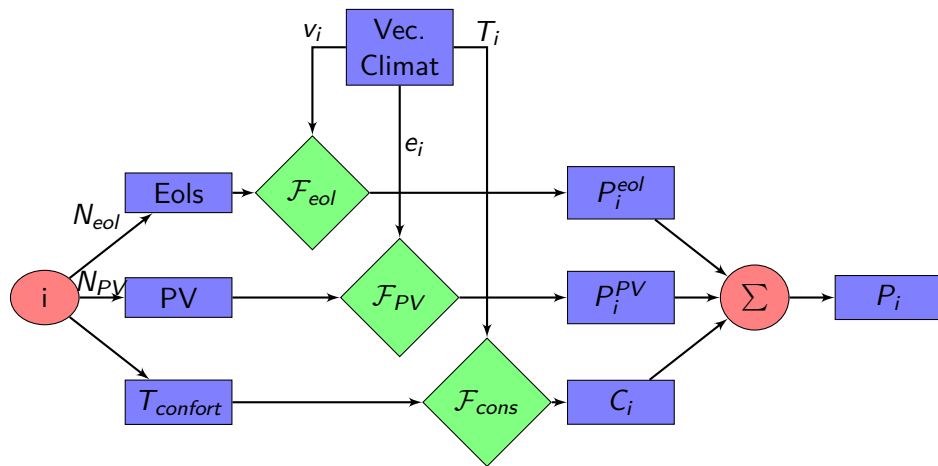 v_i
Vec.
Climat
T_i
e_i
Eols
F_eol
P_i^eol
N_eol
i
N_PV
PV
F_PV
P_i^PV
∑
P_i
T_confort
F_cons
C_i